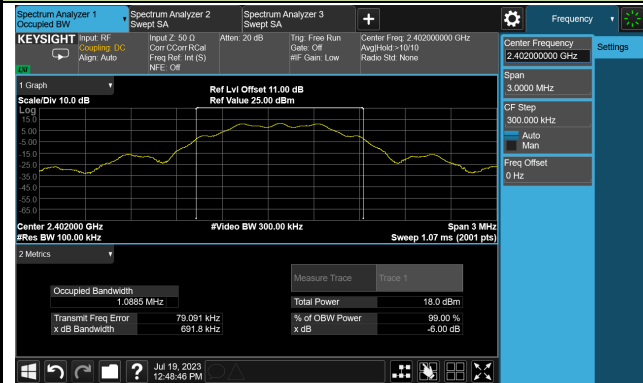 Spectrum Analyzer 1
Occupied BW
Spectrum Analyzer 2
Swept SA
Spectrum Analyzer 3
Swept SA
+
Frequency
KEYSIGHT
Input: RF
Coupling: DC
Align: Auto
Input Z: 50 Ω
Corr CCorr RCal
Freq Ref: Int (S)
NFE: Off
Atten: 20 dB
Trig: Free Run
Gate: Off
#IF Gain: Low
Center Freq: 2.402000000 GHz
Avg|Hold:>10/10
Radio Std: None
LXI
Center Frequency
2.402000000 GHz
Settings
Span
3.0000 MHz
CF Step
300.000 kHz
Auto
Man
Freq Offset
0 Hz
1 Graph
Scale/Div 10.0 dB
Ref Lvl Offset 11.00 dB
Ref Value 25.00 dBm
Log
15.0
5.00
-5.00
-15.0
-25.0
-35.0
-45.0
-55.0
-65.0
Center 2.402000 GHz
#Res BW 100.00 kHz
#Video BW 300.00 kHz
Span 3 MHz
Sweep 1.07 ms (2001 pts)
2 Metrics
Measure Trace
Trace 1
Occupied Bandwidth
1.0885 MHz
Total Power
18.0 dBm
Transmit Freq Error
79.091 kHz
% of OBW Power
99.00 %
x dB Bandwidth
691.8 kHz
x dB
-6.00 dB
?
Jul 19, 2023
12:48:46 PM